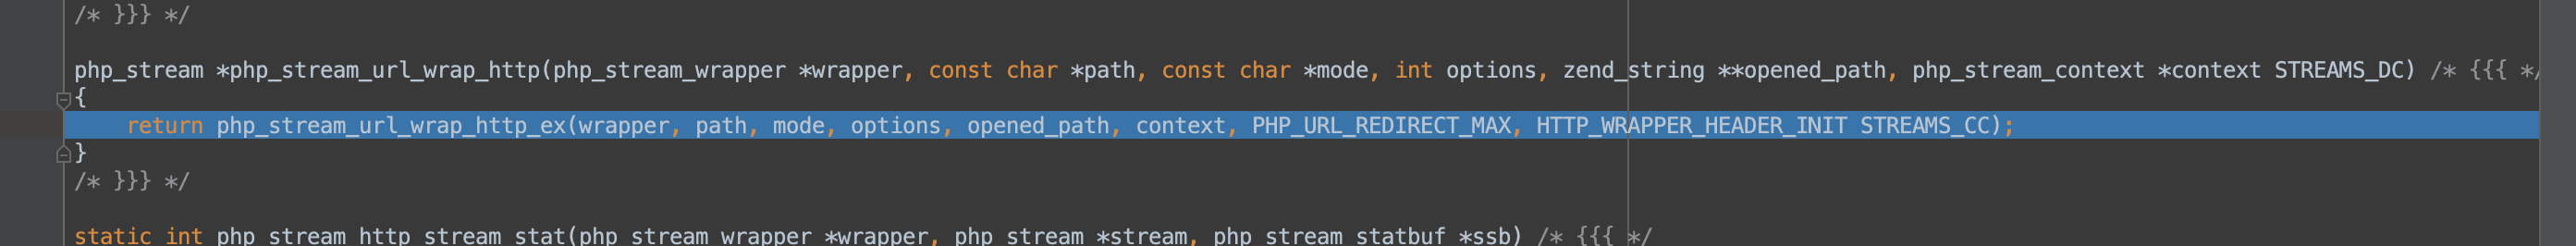 /* }}} */
php_stream *php_stream_url_wrap_http(php_stream_wrapper *wrapper, const char *path, const char *mode, int options, zend_string **opened_path, php_stream_context *context STREAMS_DC) /* {{{ */
{
    return php_stream_url_wrap_http_ex(wrapper, path, mode, options, opened_path, context, PHP_URL_REDIRECT_MAX, HTTP_WRAPPER_HEADER_INIT STREAMS_CC);
}
/* }}} */
static int php_stream_http_stream_stat(php_stream_wrapper *wrapper, php_stream *stream, php_stream_statbuf *ssb) /* {{{ */